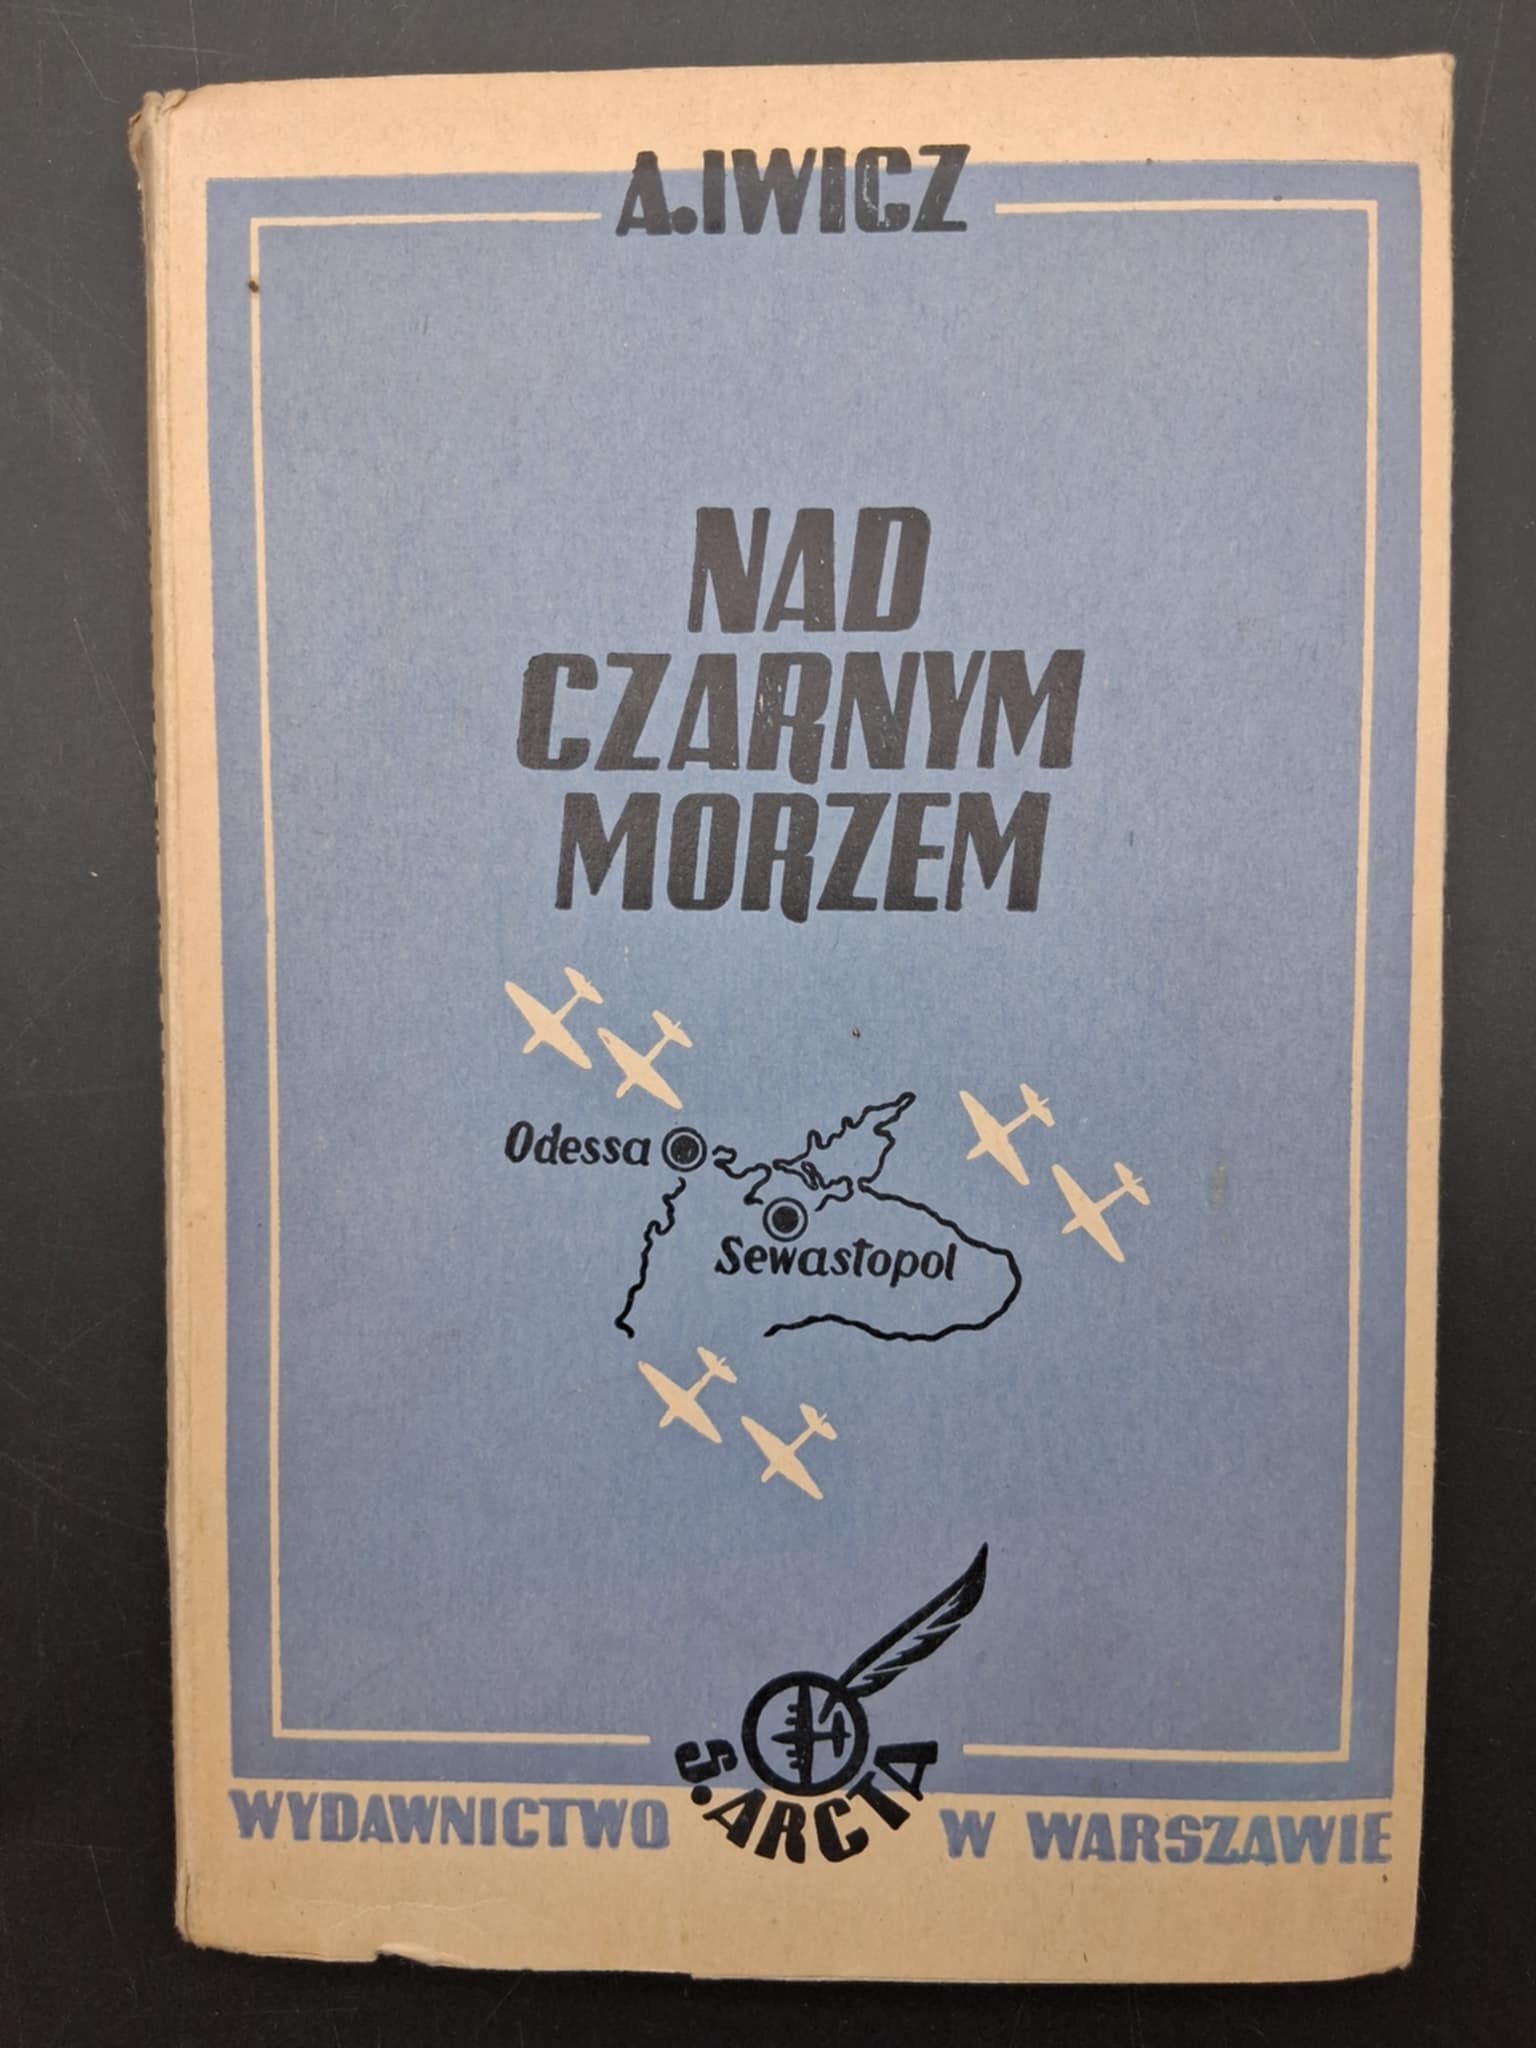 A. IWICZ
NAD
CZARNYM
MORZEM
Odessa
Sewastopol
WYDAWNICTWO S. ARCTA W WARSZAWIE